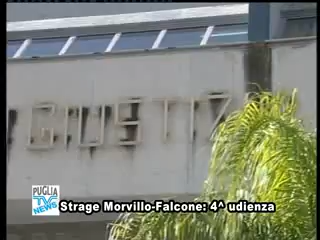 GIUSTIZ
PUGLIA
TV
NEWS
Strage Morvillo-Falcone: 4^ udienza